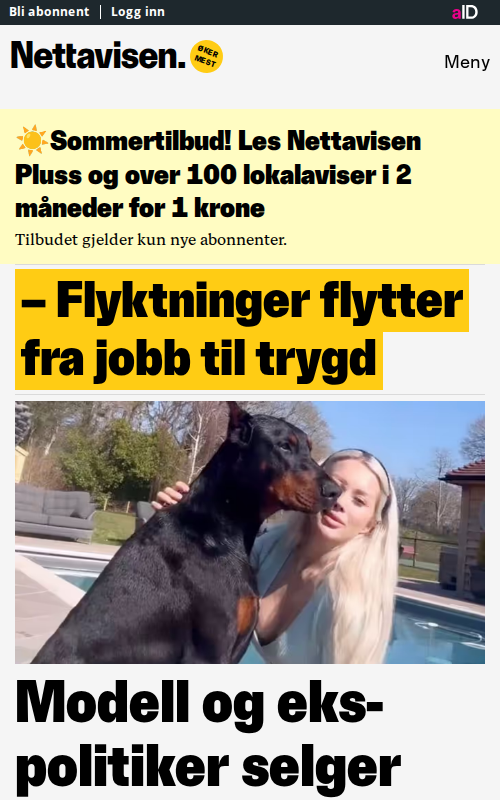 Bli abonnent | Logg inn
aID
Nettavisen.
ØKER
MEST
Meny
Sommertilbud! Les Nettavisen
Pluss og over 100 lokalaviser i 2
måneder for 1 krone
Tilbudet gjelder kun nye abonnenter.
– Flyktninger flytter
fra jobb til trygd
Modell og eks-
politiker selger